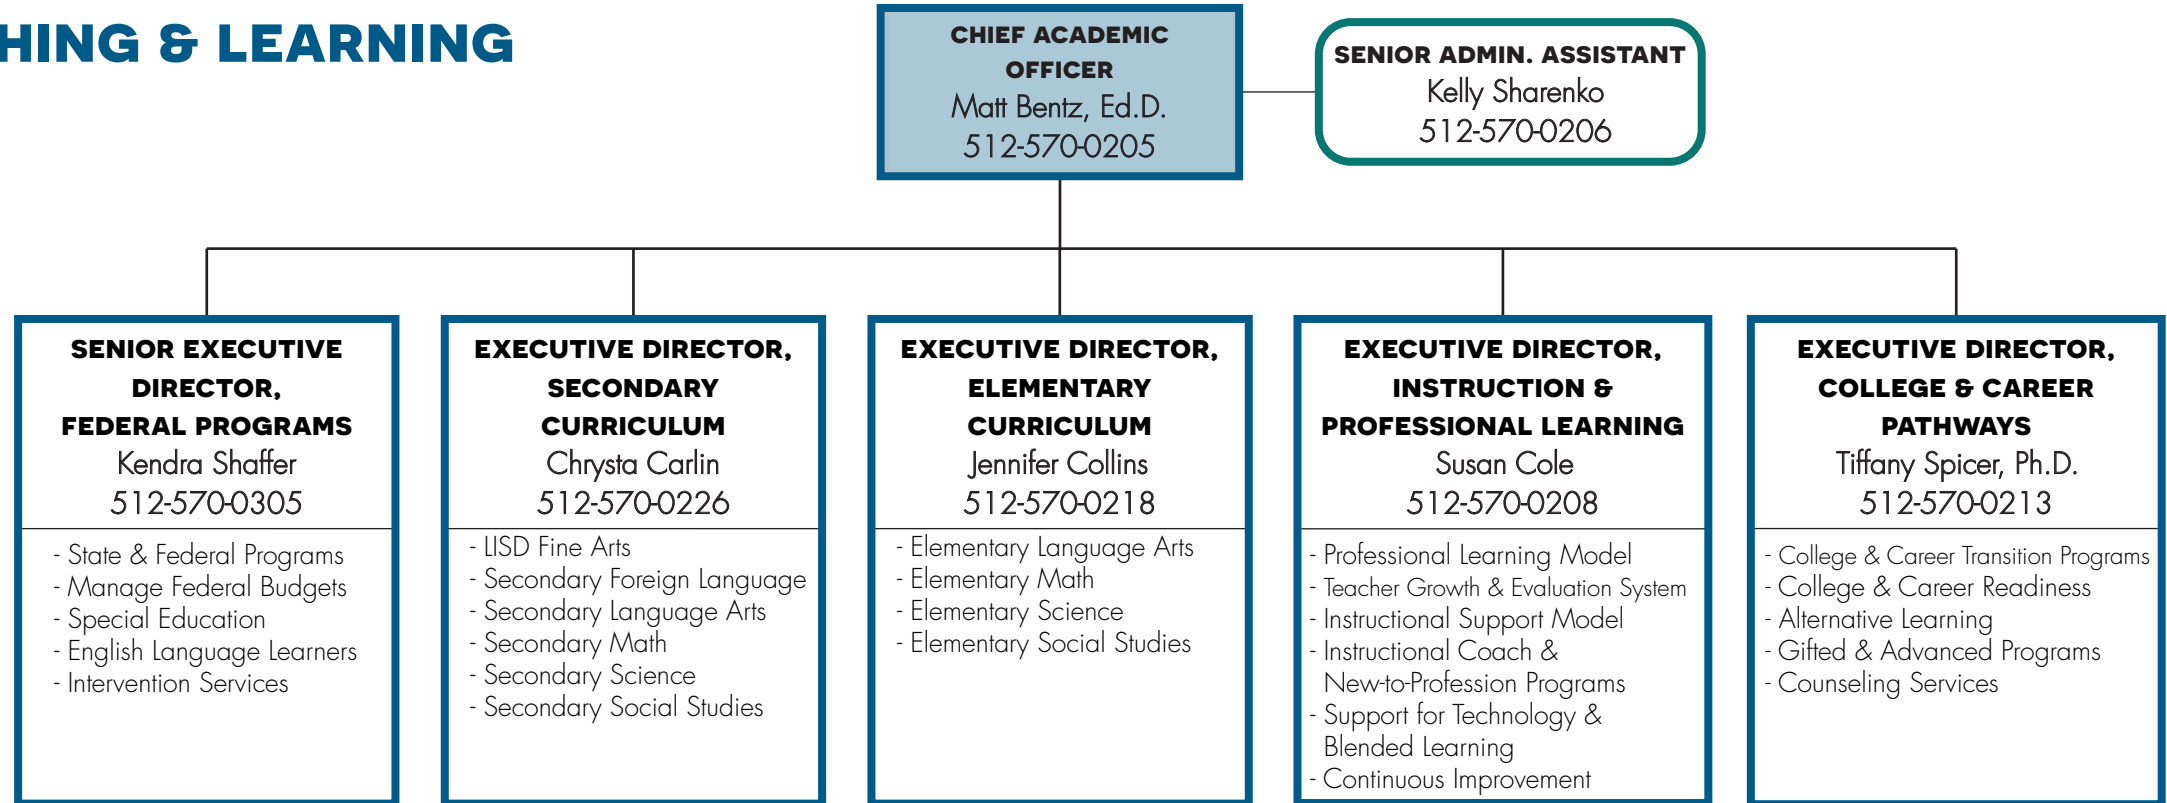 HING & LEARNING
CHIEF ACADEMIC
OFFICER
Matt Bentz, Ed.D.
512-570-0205
SENIOR ADMIN. ASSISTANT
Kelly Sharenko
512-570-0206
SENIOR EXECUTIVE
DIRECTOR,
FEDERAL PROGRAMS
Kendra Shaffer
512-570-0305
- State & Federal Programs
- Manage Federal Budgets
- Special Education
- English Language Learners
- Intervention Services
EXECUTIVE DIRECTOR,
SECONDARY
CURRICULUM
Chrysta Carlin
512-570-0226
- LISD Fine Arts
- Secondary Foreign Language
- Secondary Language Arts
- Secondary Math
- Secondary Science
- Secondary Social Studies
EXECUTIVE DIRECTOR,
ELEMENTARY
CURRICULUM
Jennifer Collins
512-570-0218
- Elementary Language Arts
- Elementary Math
- Elementary Science
- Elementary Social Studies
EXECUTIVE DIRECTOR,
INSTRUCTION &
PROFESSIONAL LEARNING
Susan Cole
512-570-0208
- Professional Learning Model
- Teacher Growth & Evaluation System
- Instructional Support Model
- Instructional Coach &
New-to-Profession Programs
- Support for Technology &
Blended Learning
- Continuous Improvement
EXECUTIVE DIRECTOR,
COLLEGE & CAREER
PATHWAYS
Tiffany Spicer, Ph.D.
512-570-0213
- College & Career Transition Programs
- College & Career Readiness
- Alternative Learning
- Gifted & Advanced Programs
- Counseling Services